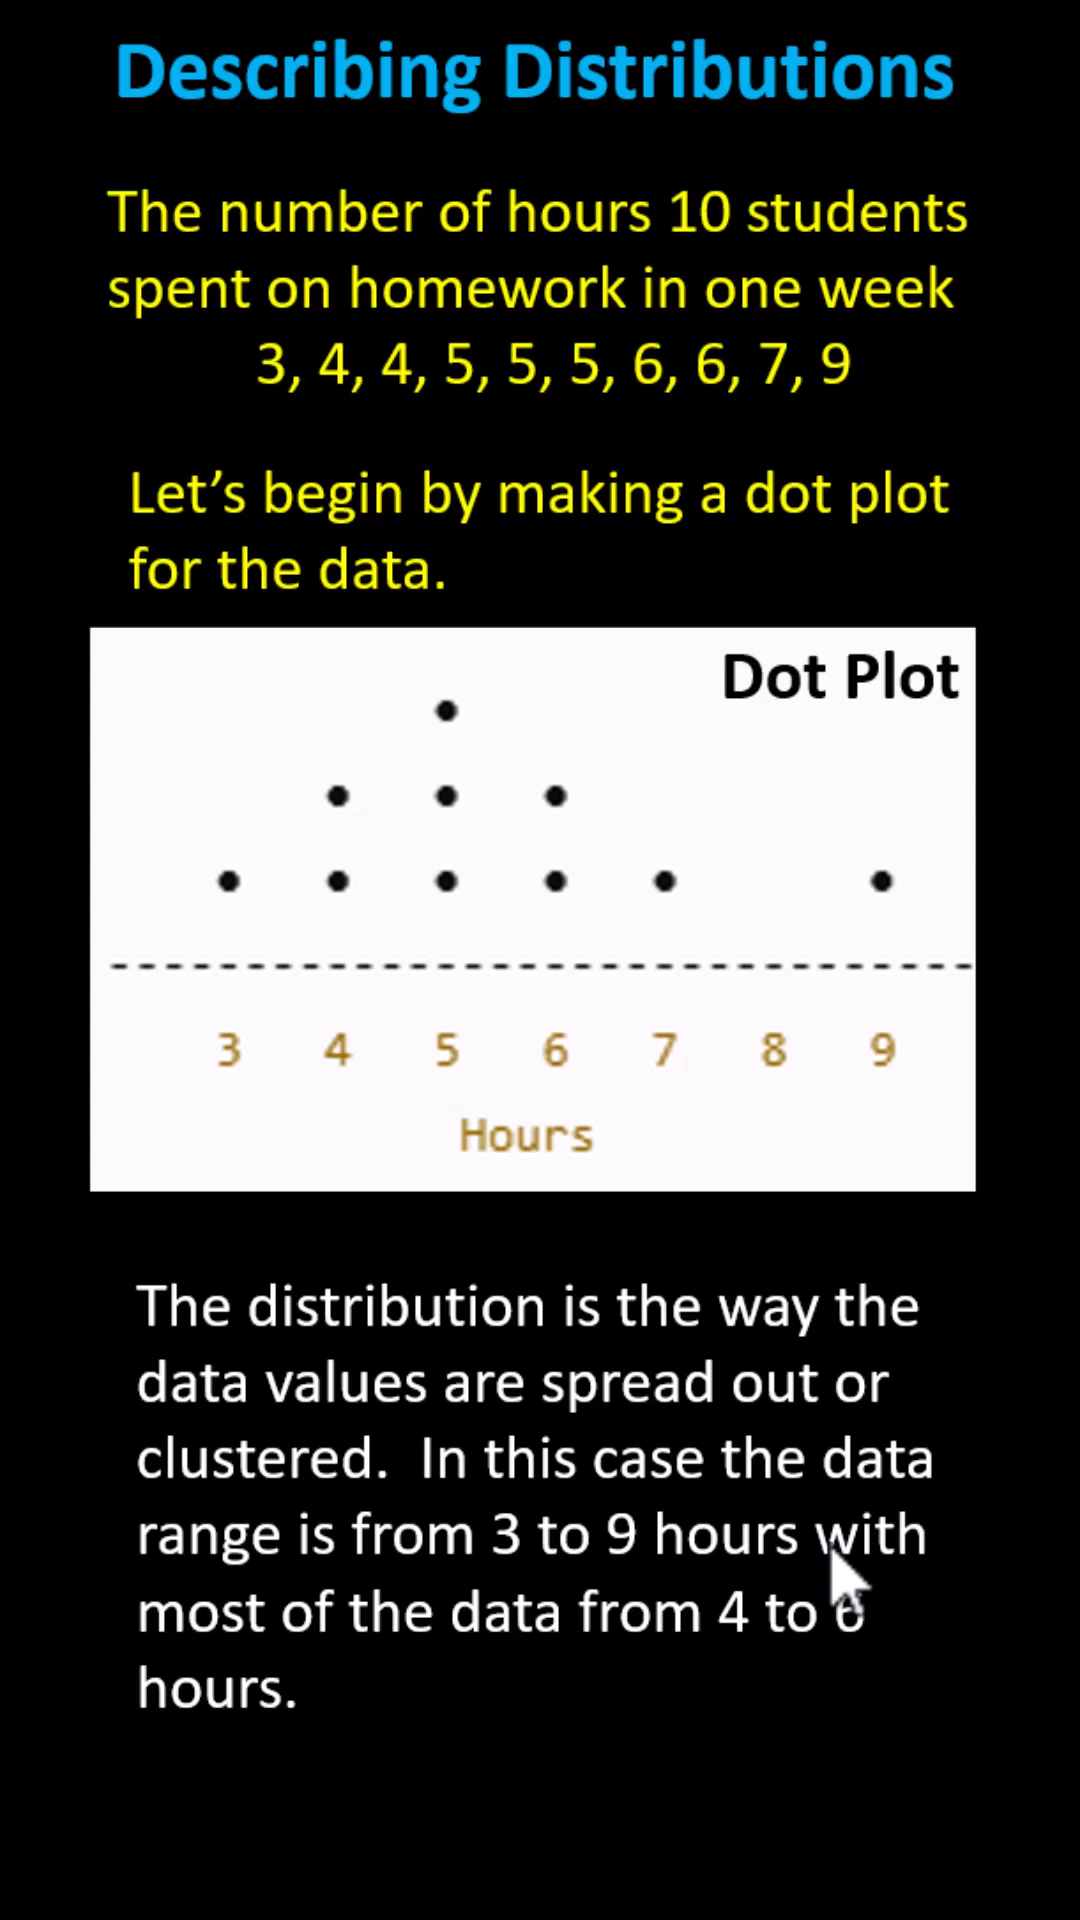 Describing Distributions
The number of hours 10 students
spent on homework in one week
3, 4, 4, 5, 5, 5, 6, 6, 7, 9
Let’s begin by making a dot plot
for the data.
Dot Plot
3 4 5 6 7 8 9
Hours
The distribution is the way the
data values are spread out or
clustered.  In this case the data
range is from 3 to 9 hours with
most of the data from 4 to 6
hours.